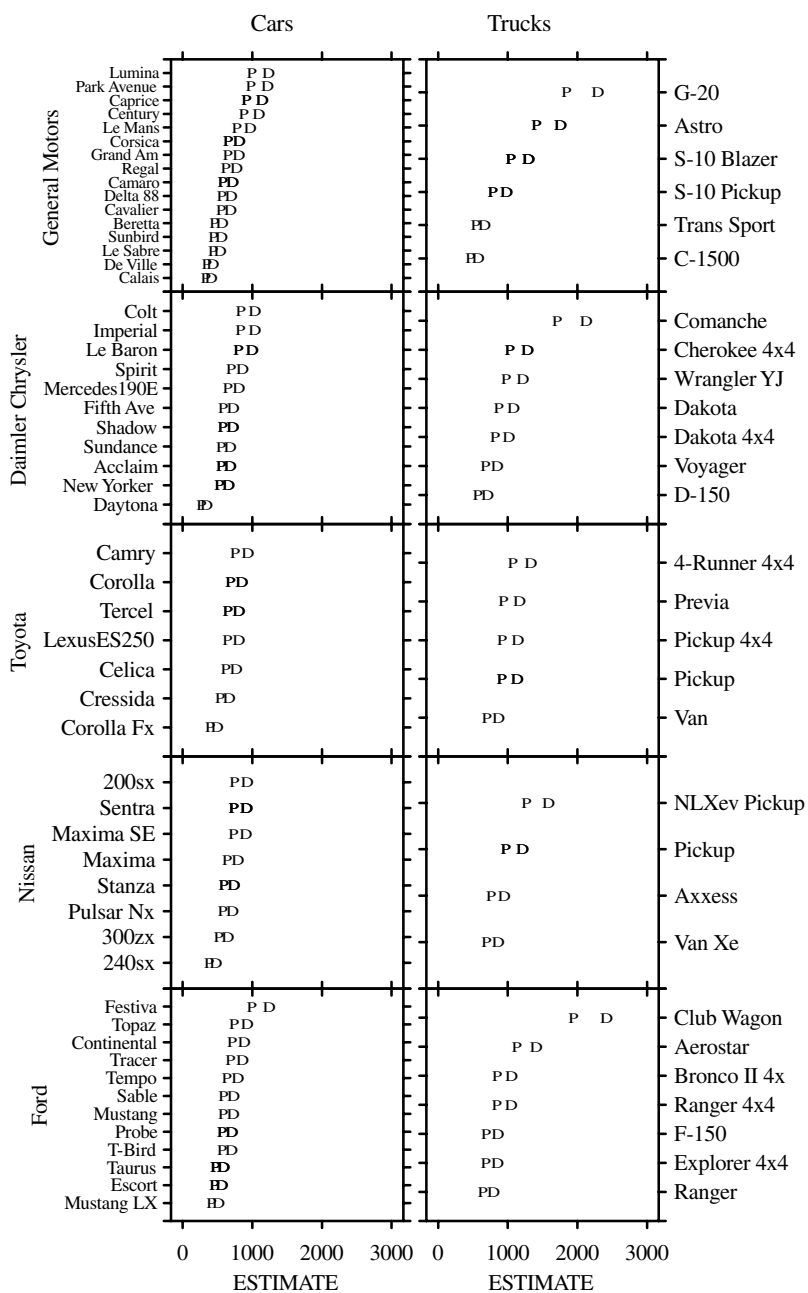 Cars Trucks
General Motors
Lumina P D
Park Avenue P D P D G-20
Caprice P D
Century P D
Le Mans P D P D Astro
Corsica P D
Grand Am P D P D S-10 Blazer
Regal P D
Camaro P D P D S-10 Pickup
Delta 88 P D
Cavalier P D
Beretta P D P D Trans Sport
Sunbird P D
Le Sabre P D P D C-1500
De Ville P D
Calais P D
Daimler Chrysler
Colt P D P D Comanche
Imperial P D
Le Baron P D P D Cherokee 4x4
Spirit P D P D Wrangler YJ
Mercedes190E P D
Fifth Ave P D P D Dakota
Shadow P D P D Dakota 4x4
Sundance P D
Acclaim P D P D Voyager
New Yorker P D P D D-150
Daytona P D
Toyota
Camry P D P D 4-Runner 4x4
Corolla P D
Tercel P D P D Previa
LexusES250 P D P D Pickup 4x4
Celica P D P D Pickup
Cressida P D
Corolla Fx P D P D Van
Nissan
200sx P D
Sentra P D P D NLXev Pickup
Maxima SE P D P D Pickup
Maxima P D
Stanza P D P D Axxess
Pulsar Nx P D
300zx P D P D Van Xe
240sx P D
Ford
Festiva P D P D Club Wagon
Topaz P D
Continental P D P D Aerostar
Tracer P D
Tempo P D P D Bronco II 4x
Sable P D P D Ranger 4x4
Mustang P D
Probe P D P D F-150
T-Bird P D
Taurus P D P D Explorer 4x4
Escort P D P D Ranger
Mustang LX P D
0 1000 2000 3000 0 1000 2000 3000
ESTIMATE ESTIMATE